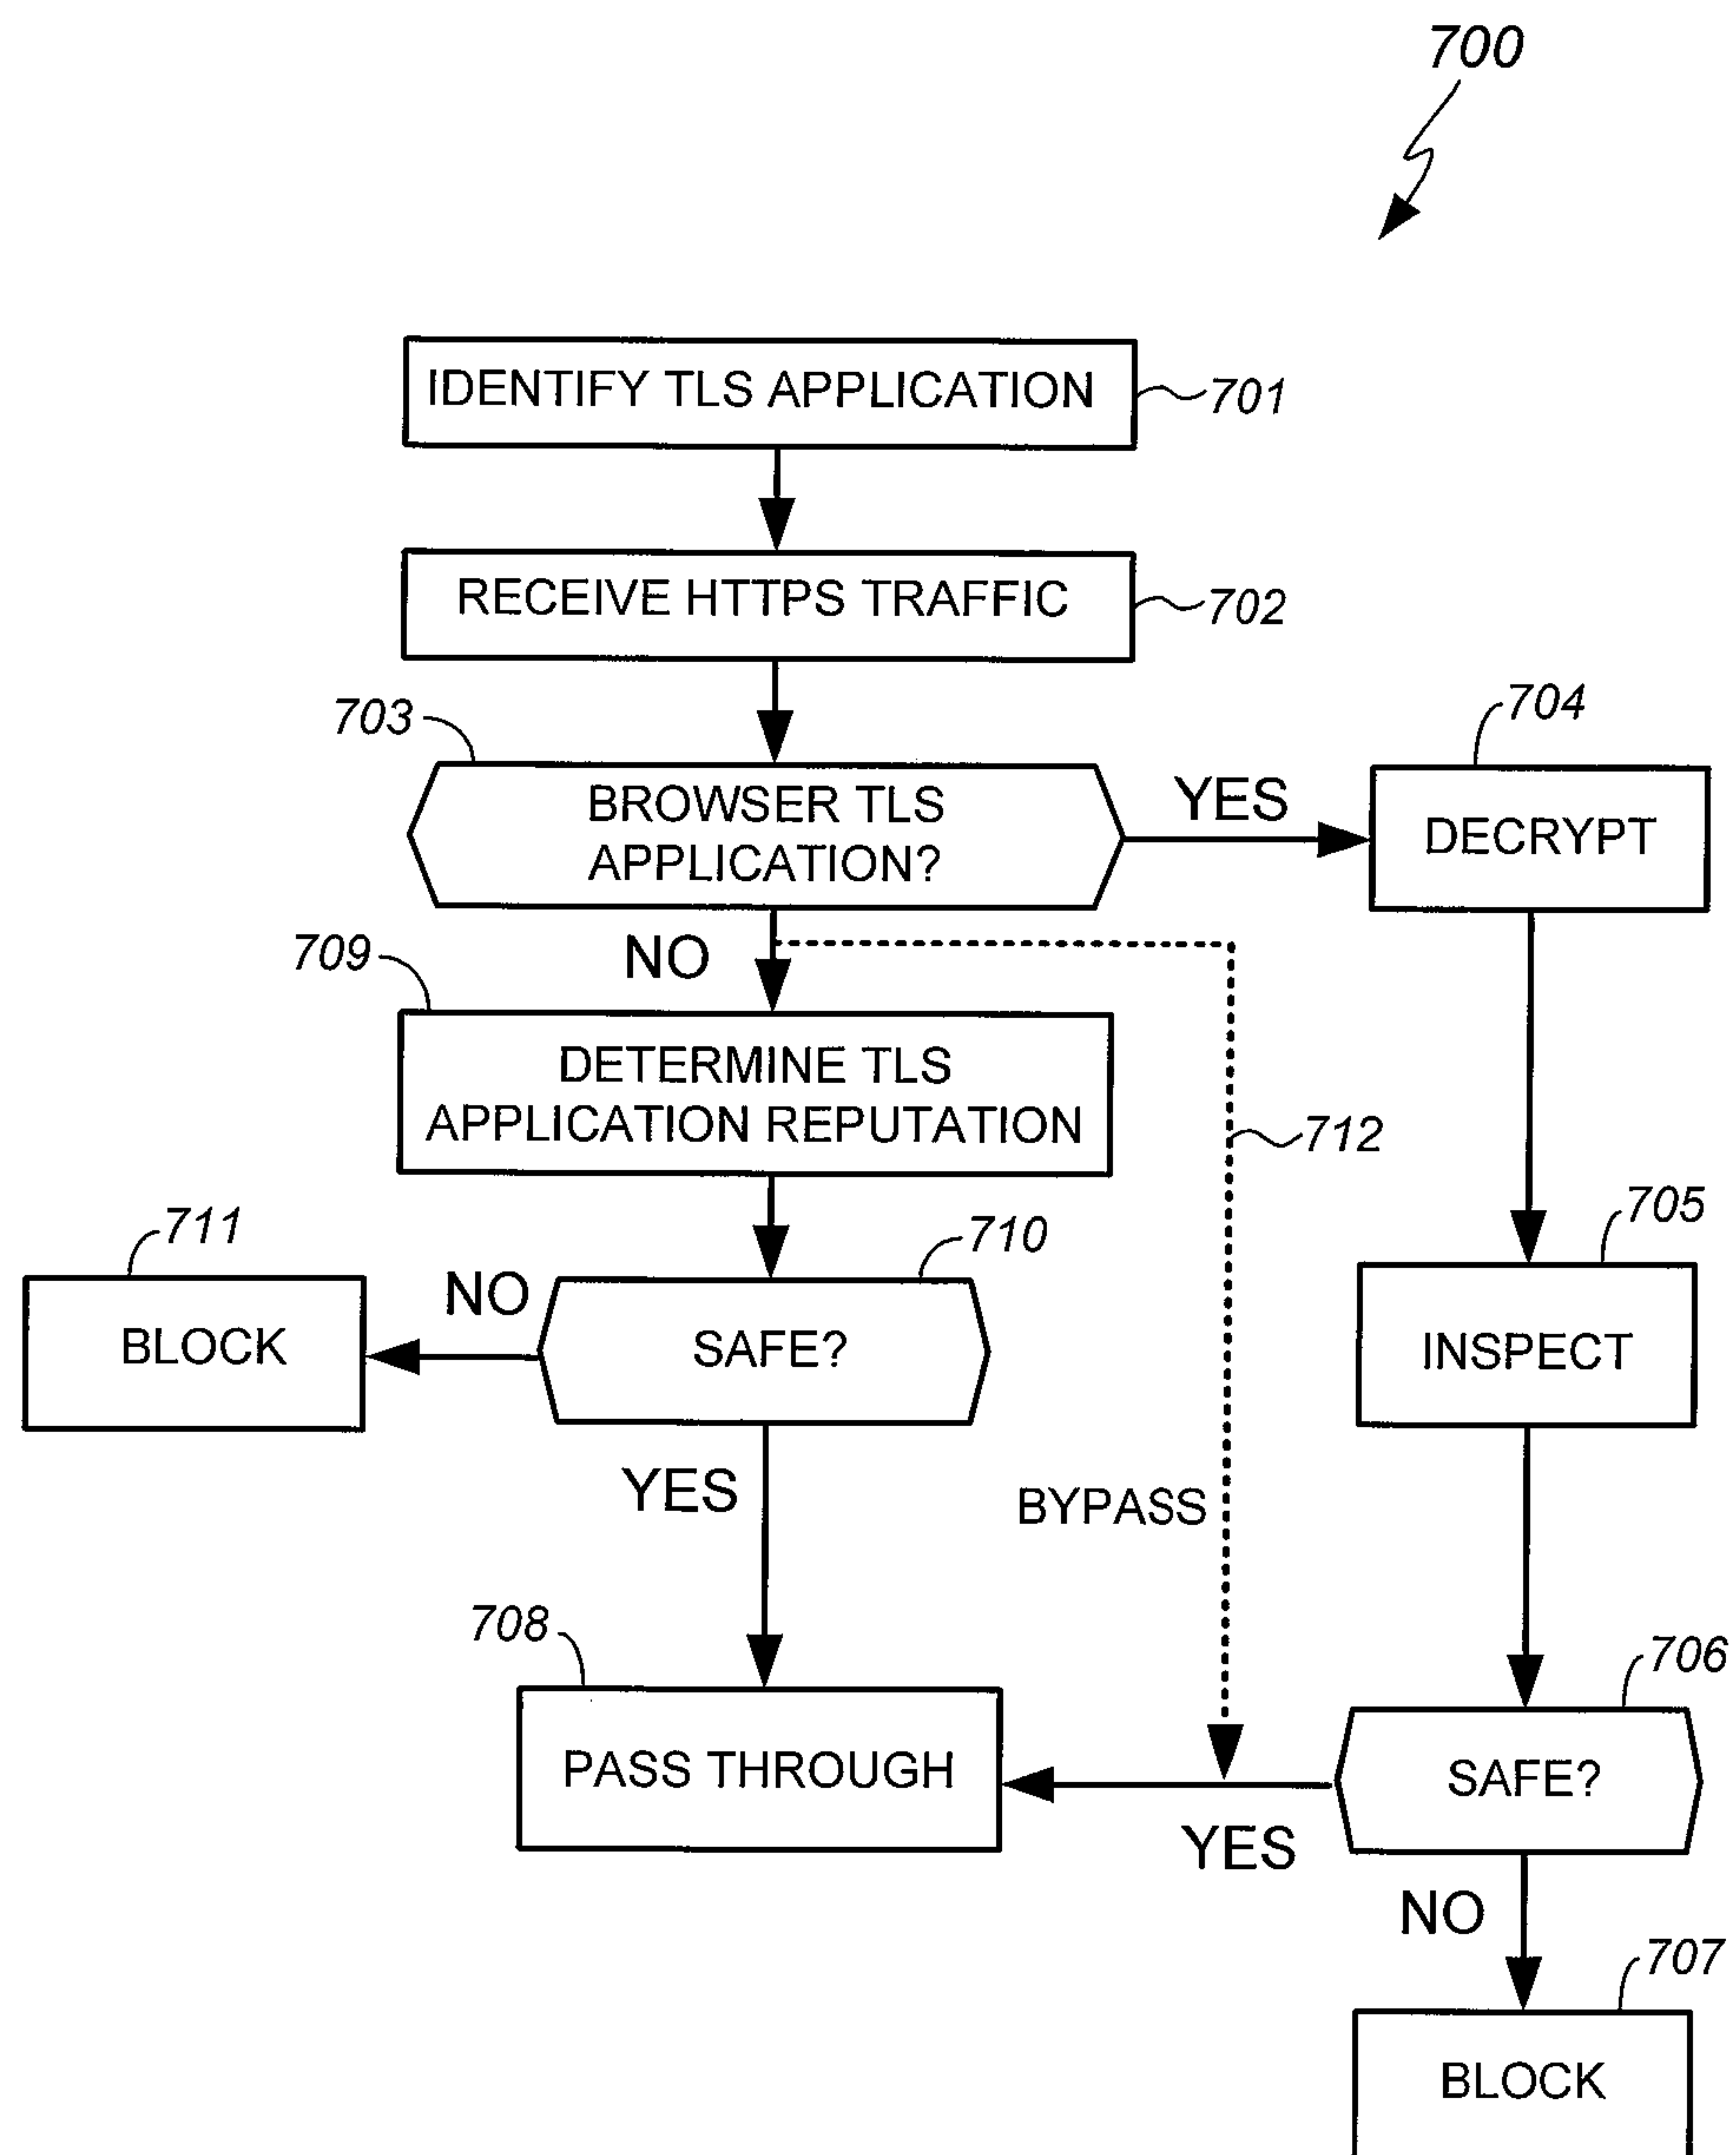 700
IDENTIFY TLS APPLICATION
701
RECEIVE HTTPS TRAFFIC
702
703
BROWSER TLS
APPLICATION?
YES
704
DECRYPT
NO
709
DETERMINE TLS
APPLICATION REPUTATION
712
705
INSPECT
711
BLOCK
NO
710
SAFE?
YES
BYPASS
708
PASS THROUGH
YES
706
SAFE?
NO
707
BLOCK